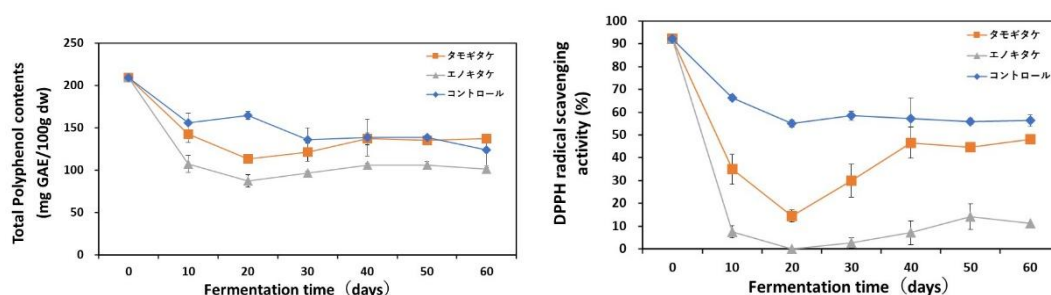 Total Polyphenol contents
(mg GAE/100g dw)
250
200
150
100
50
0
タモギタケ
エノキタケ
コントロール
0 10 20 30 40 50 60
Fermentation time（days）
DPPH radical scavenging
activity (%)
100
90
80
70
60
50
40
30
20
10
0
タモギタケ
エノキタケ
コントロール
0 10 20 30 40 50 60
Fermentation time（days）